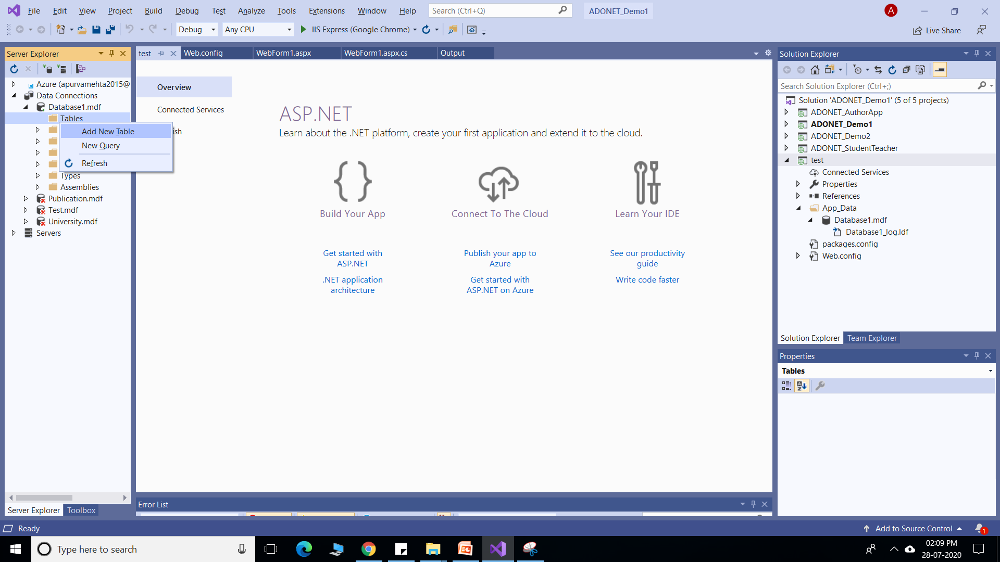 File Edit View Project Build Debug Test Analyze Tools Extensions Window Help Search (Ctrl+Q) ADONET_Demo1 A
Debug Any CPU IIS Express (Google Chrome) Live Share
Server Explorer
Azure (apurvamehta2015@
Data Connections
Database1.mdf
Tables
Add New Table
New Query
Refresh
Types
Assemblies
Publication.mdf
Test.mdf
University.mdf
Servers
Server Explorer Toolbox
test Web.config WebForm1.aspx WebForm1.aspx.cs Output
Overview
Connected Services
ish
ASP.NET
Learn about the .NET platform, create your first application and extend it to the cloud.
Build Your App
Get started with
ASP.NET
.NET application
architecture
Connect To The Cloud
Publish your app to
Azure
Get started with
ASP.NET on Azure
Learn Your IDE
See our productivity
guide
Write code faster
Error List
Solution Explorer
Search Solution Explorer (Ctrl+;)
Solution 'ADONET_Demo1' (5 of 5 projects)
ADONET_AuthorApp
ADONET_Demo1
ADONET_Demo2
ADONET_StudentTeacher
test
Connected Services
Properties
References
App_Data
Database1.mdf
Database1_log.ldf
packages.config
Web.config
Solution Explorer Team Explorer
Properties
Tables
Ready Add to Source Control 1
Type here to search
02:09 PM
28-07-2020